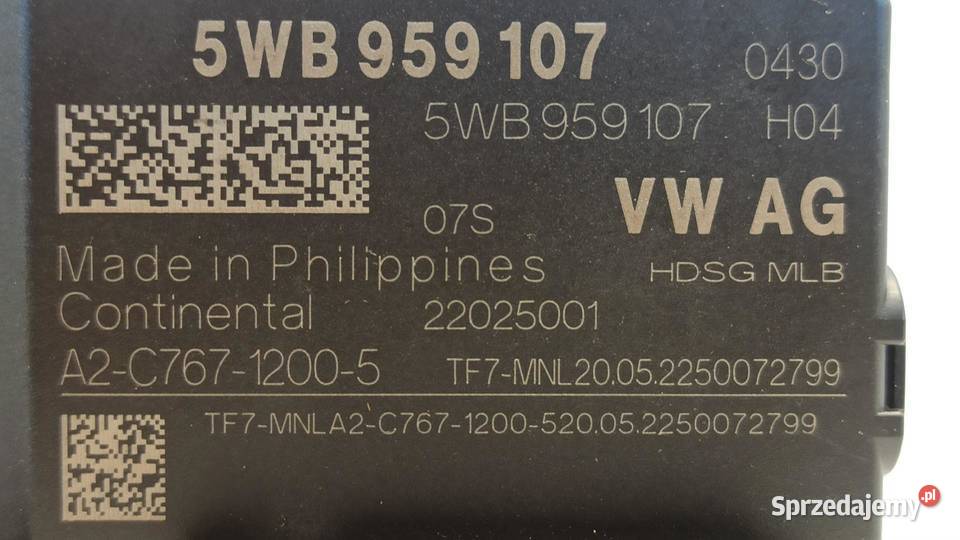 5WB 959 107 0430
5WB 959 107 H04
07S VW AG
Made in Philippines HDSG MLB
Continental 22025001
A2-C767-1200-5 TF7-MNL20.05.2250072799
TF7-MNLA2-C767-1200-520.05.2250072799
Sprzedajemy.pl